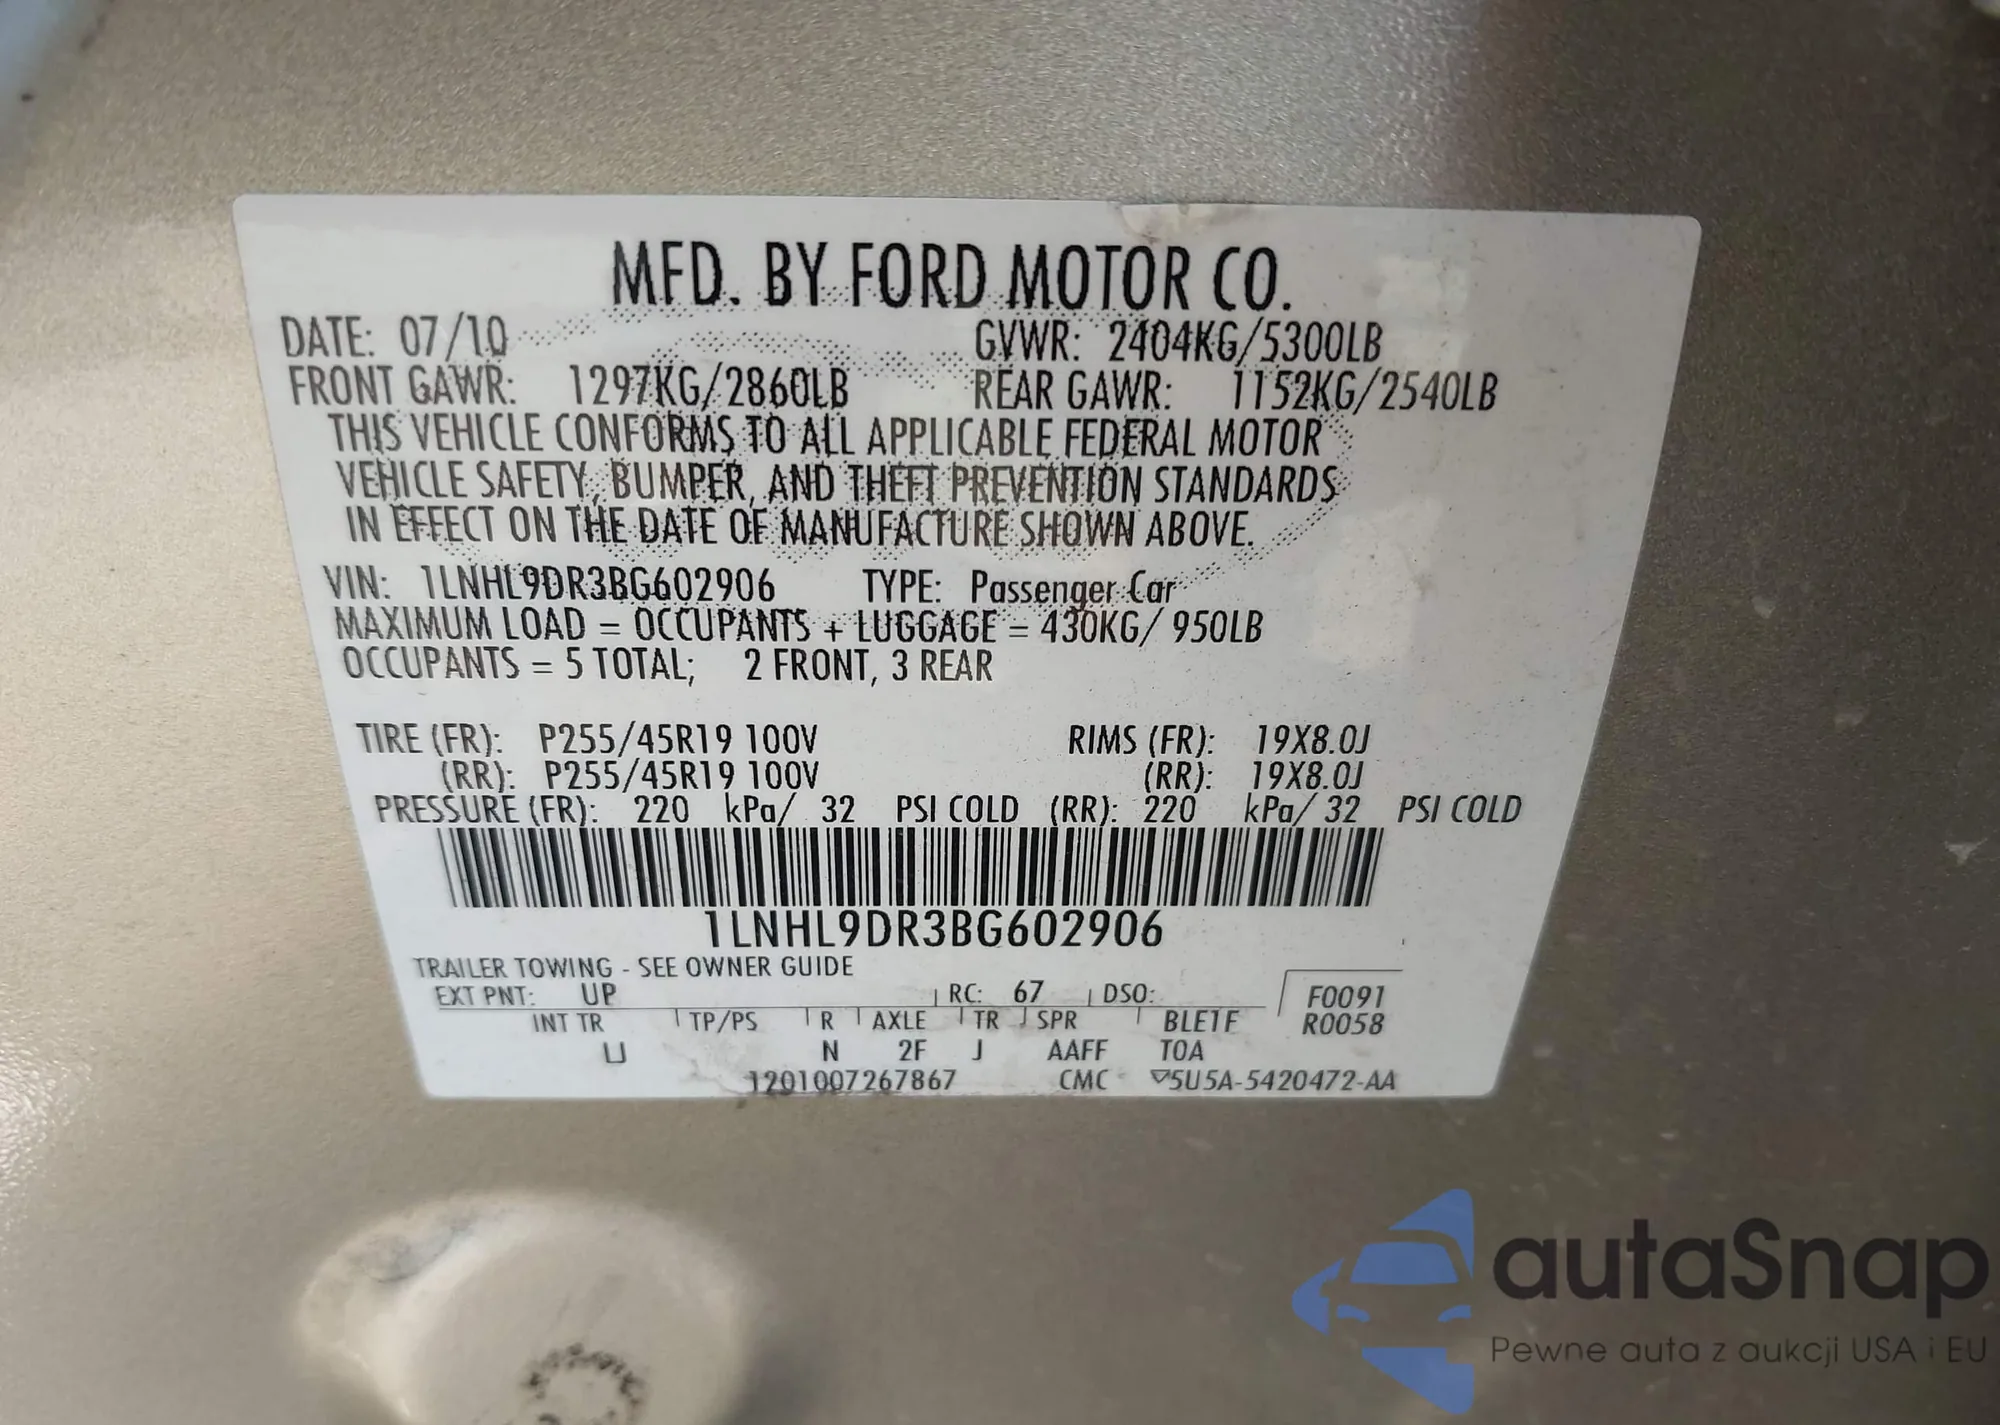 MFD. BY FORD MOTOR CO.
DATE: 07/10 GVWR: 2404KG/5300LB
FRONT GAWR: 1297KG/2860LB REAR GAWR: 1152KG/2540LB
THIS VEHICLE CONFORMS TO ALL APPLICABLE FEDERAL MOTOR
VEHICLE SAFETY, BUMPER, AND THEFT PREVENTION STANDARDS
IN EFFECT ON THE DATE OF MANUFACTURE SHOWN ABOVE.
VIN: 1LNHL9DR3BG602906 TYPE: Passenger Car
MAXIMUM LOAD = OCCUPANTS + LUGGAGE = 430KG/ 950LB
OCCUPANTS = 5 TOTAL; 2 FRONT, 3 REAR
TIRE (FR): P255/45R19 100V RIMS (FR): 19X8.0J
(RR): P255/45R19 100V (RR): 19X8.0J
PRESSURE (FR): 220 kPa/ 32 PSI COLD (RR): 220 kPa/ 32 PSI COLD
1LNHL9DR3BG602906
TRAILER TOWING - SEE OWNER GUIDE
EXT PNT: UP RC: 67 DSO: F0091
INT TR TP/PS R AXLE TR SPR BLE1F R0058
LJ N 2F J AAFF TOA
1201007267867 CMC ▽5U5A-5420472-AA
autaSnap
Pewne auta z aukcji USA i EU